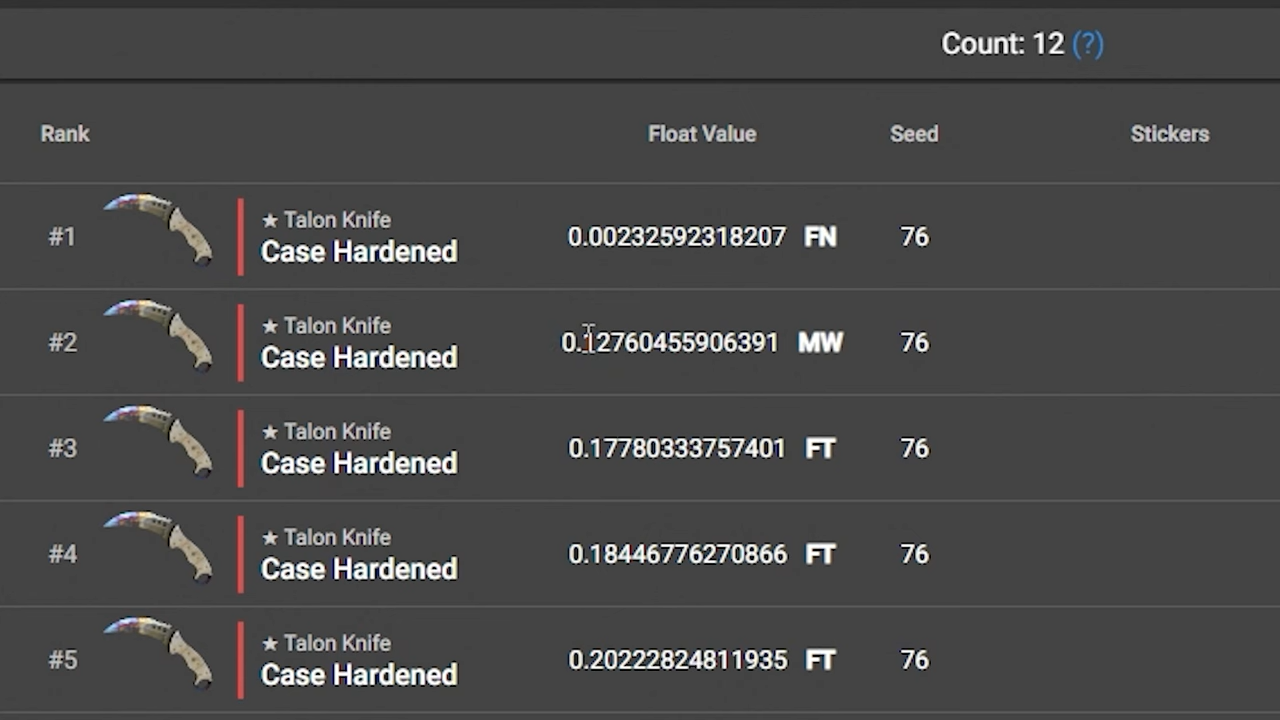 Count: 12 (?)
Rank Float Value Seed Stickers
★ Talon Knife
#1 Case Hardened 0.00232592318207 FN 76
★ Talon Knife
#2 Case Hardened 0.12760455906391 MW 76
★ Talon Knife
#3 Case Hardened 0.17780333757401 FT 76
★ Talon Knife
#4 Case Hardened 0.18446776270866 FT 76
★ Talon Knife
#5 Case Hardened 0.20222824811935 FT 76